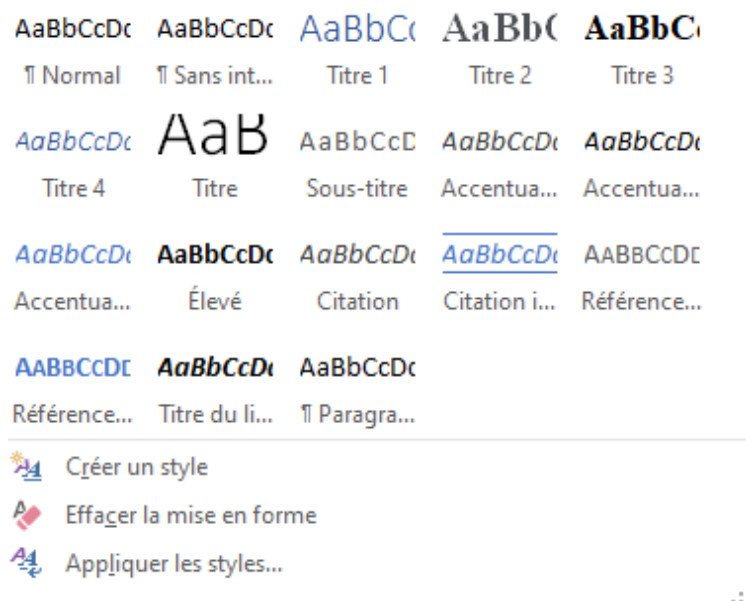 AaBbCcDc AaBbCcDc AaBbCc AaBb( AaBbC
¶ Normal ¶ Sans int... Titre 1 Titre 2 Titre 3
AaBbCcDc AaB AaBbCcD AaBbCcDc AaBbCcDc
Titre 4 Titre Sous-titre Accentua... Accentua...
AaBbCcDc AaBbCcDc AaBbCcDc AaBbCcDc AABBCCDD
Accentua... Élevé Citation Citation i... Référence...
AABBCCDD AaBbCcDc AaBbCcDc
Référence... Titre du li... ¶ Paragra...
Créer un style
Effacer la mise en forme
Appliquer les styles...